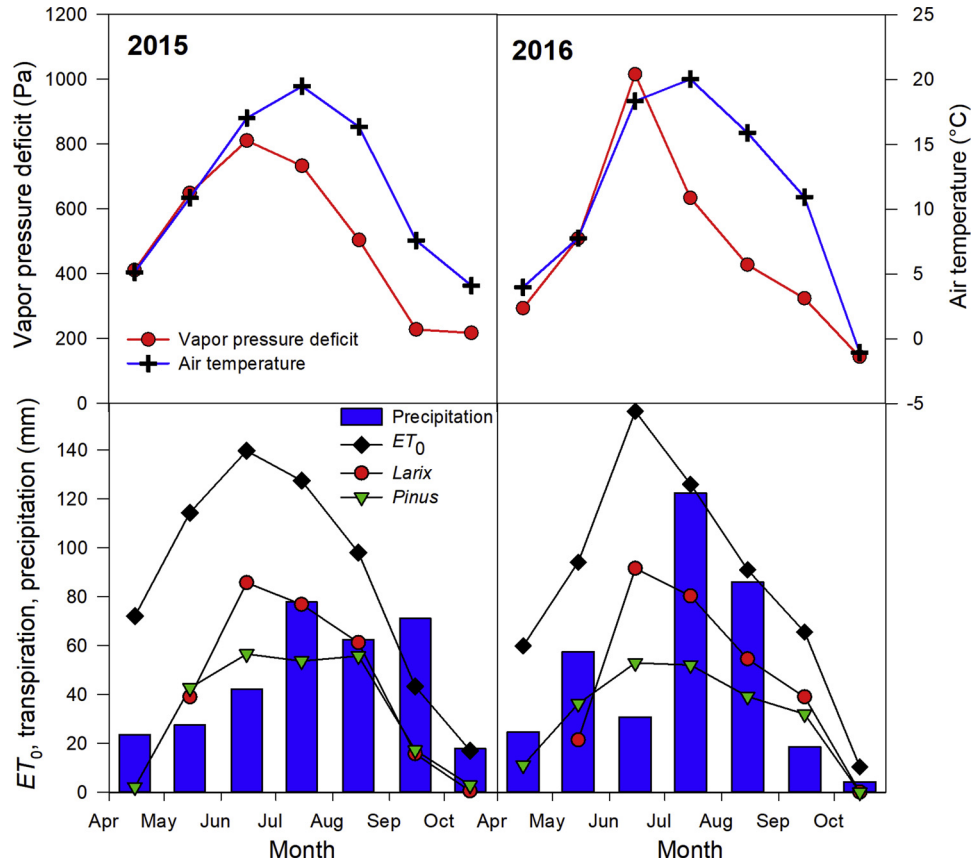 2015
2016
Vapor pressure deficit (Pa)
1200
1000
800
600
400
200
0
Vapor pressure deficit
Air temperature
25
20
15
10
5
0
-5
Air temperature (°C)
ET0, transpiration, precipitation (mm)
140
120
100
80
60
40
20
0
Precipitation
ET0
Larix
Pinus
Apr May Jun Jul Aug Sep Oct Apr May Jun Jul Aug Sep Oct
Month Month